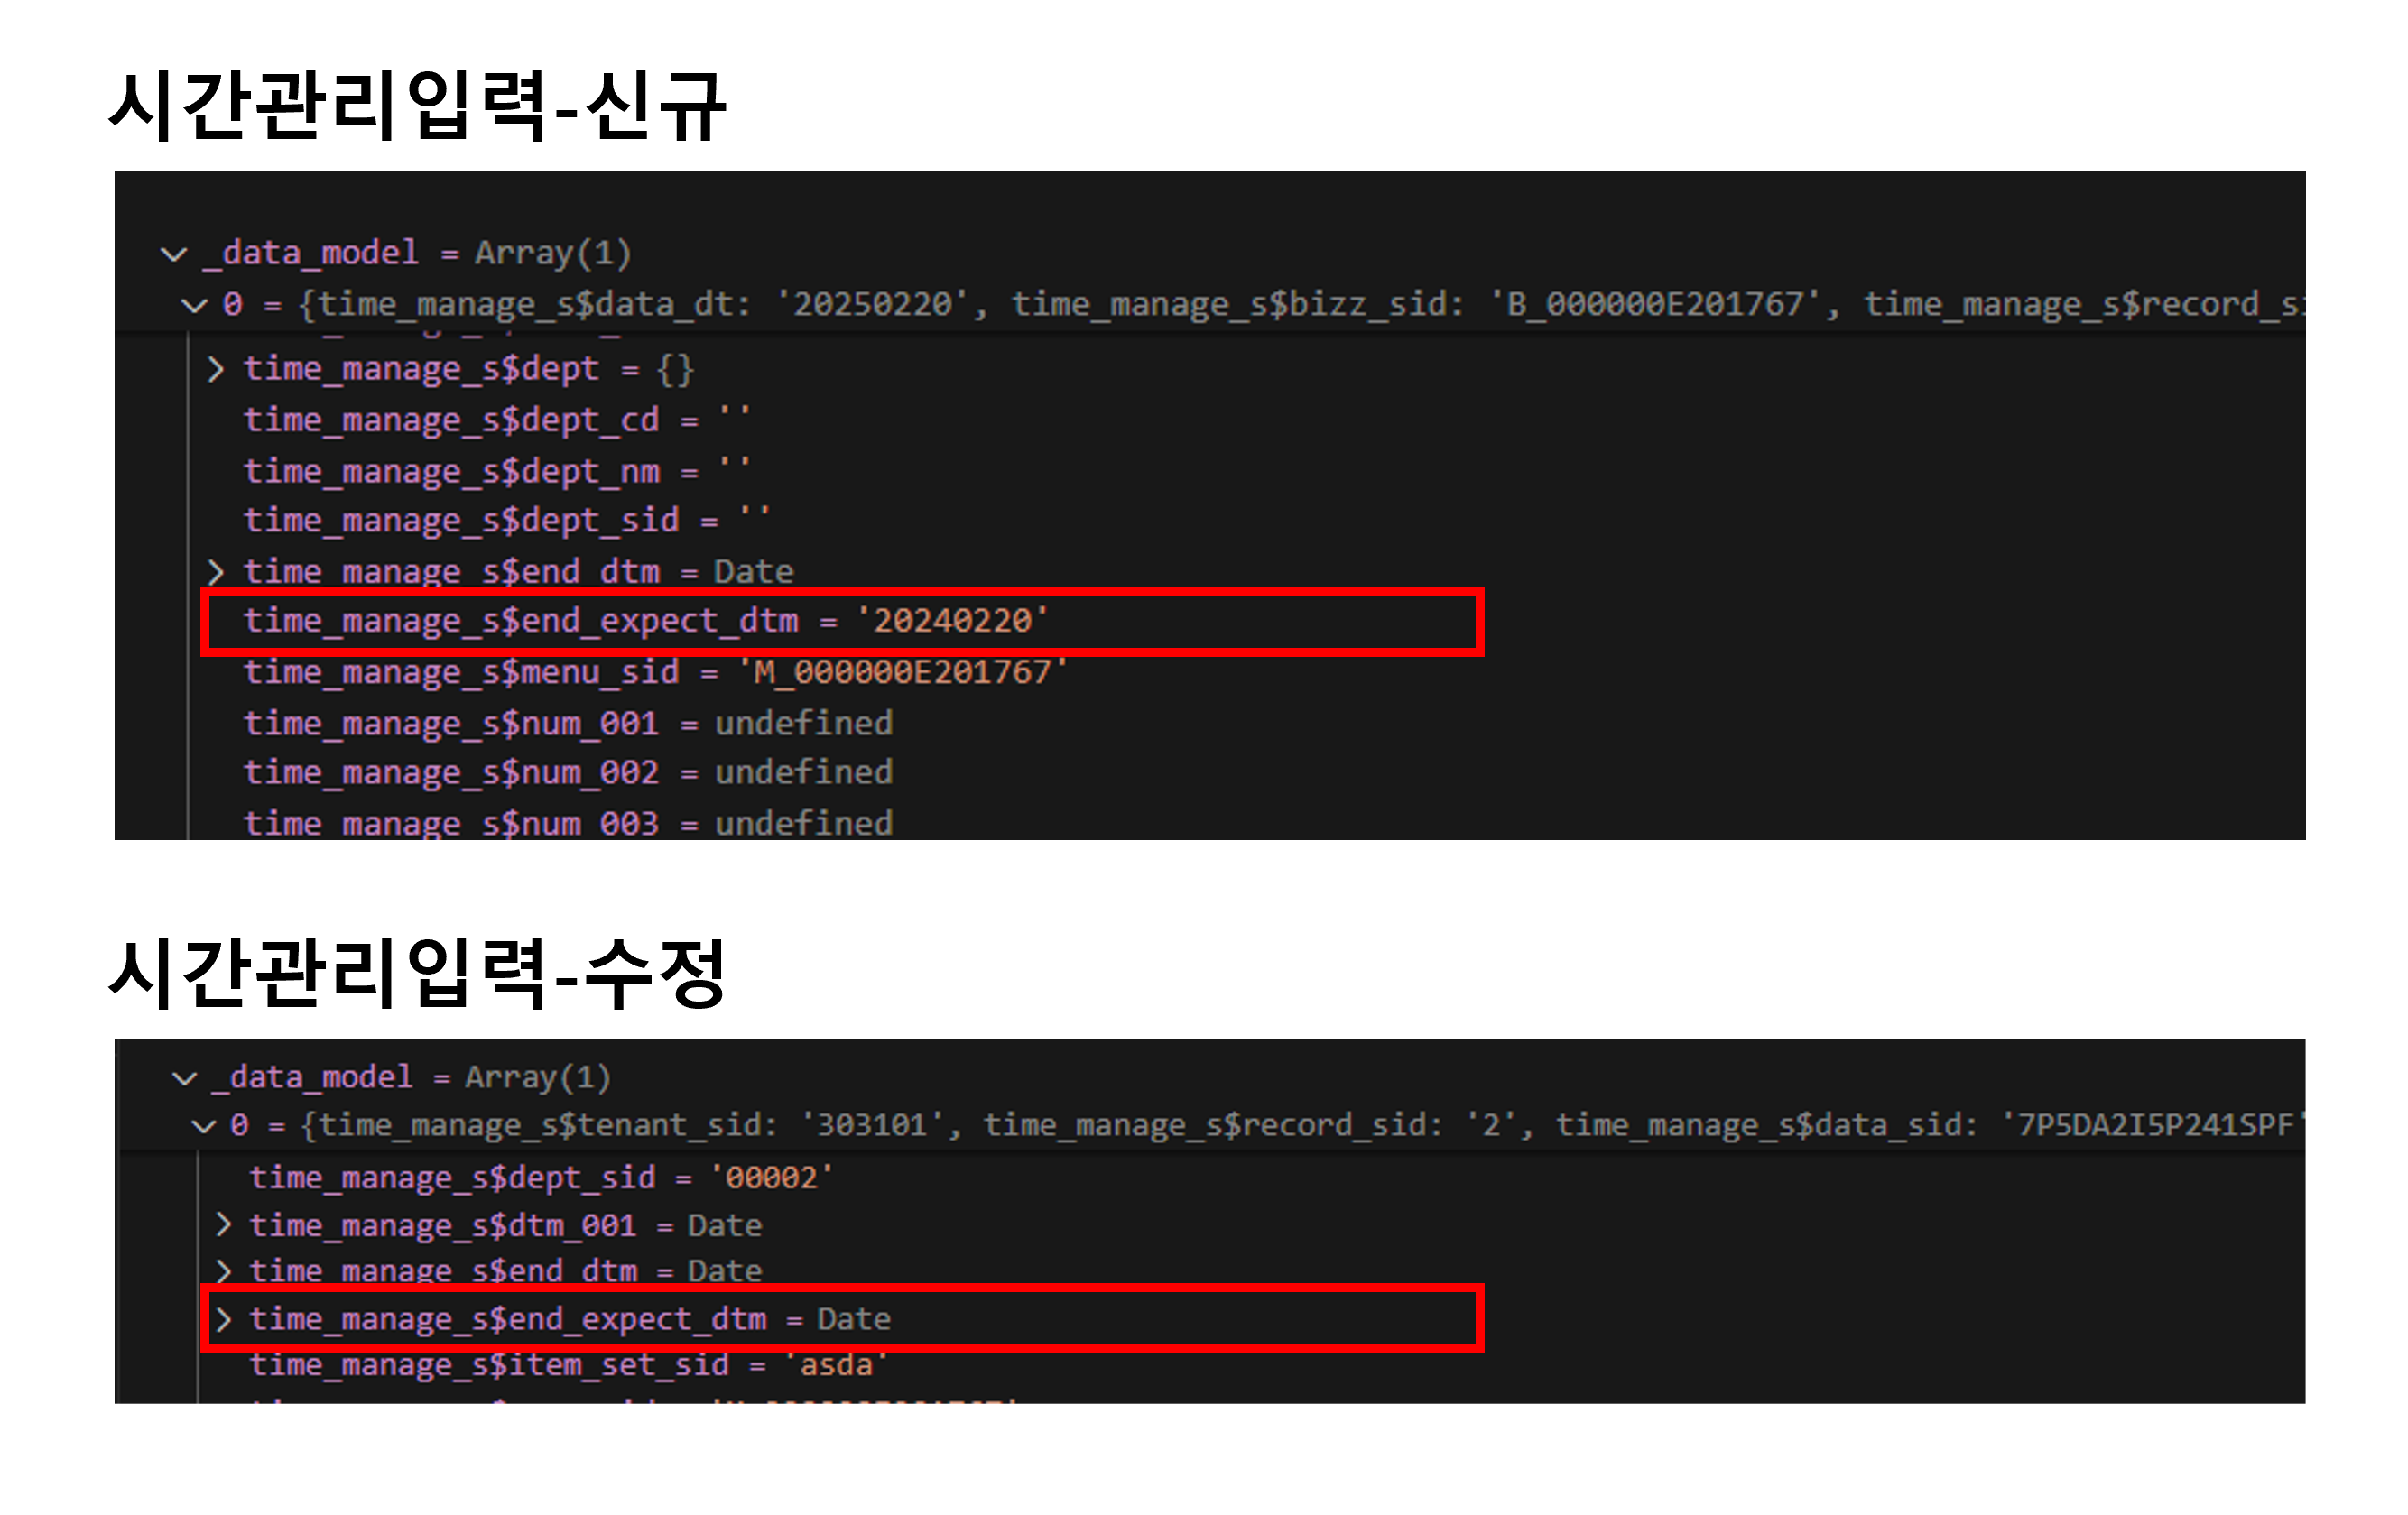 시간관리입력-신규
_data_model = Array(1)
0 = {time_manage_s$data_dt: '20250220', time_manage_s$bizz_sid: 'B_000000E201767', time_manage_s$record_si
time_manage_s$dept = {}
time_manage_s$dept_cd = ''
time_manage_s$dept_nm = ''
time_manage_s$dept_sid = ''
time_manage_s$end_dtm = Date
time_manage_s$end_expect_dtm = '20240220'
time_manage_s$menu_sid = 'M_000000E201767'
time_manage_s$num_001 = undefined
time_manage_s$num_002 = undefined
time_manage_s$num_003 = undefined
시간관리입력-수정
_data_model = Array(1)
0 = {time_manage_s$tenant_sid: '303101', time_manage_s$record_sid: '2', time_manage_s$data_sid: '7P5DA2I5P241SPF'
time_manage_s$dept_sid = '00002'
time_manage_s$dtm_001 = Date
time_manage_s$end_dtm = Date
time_manage_s$end_expect_dtm = Date
time_manage_s$item_set_sid = 'asda'